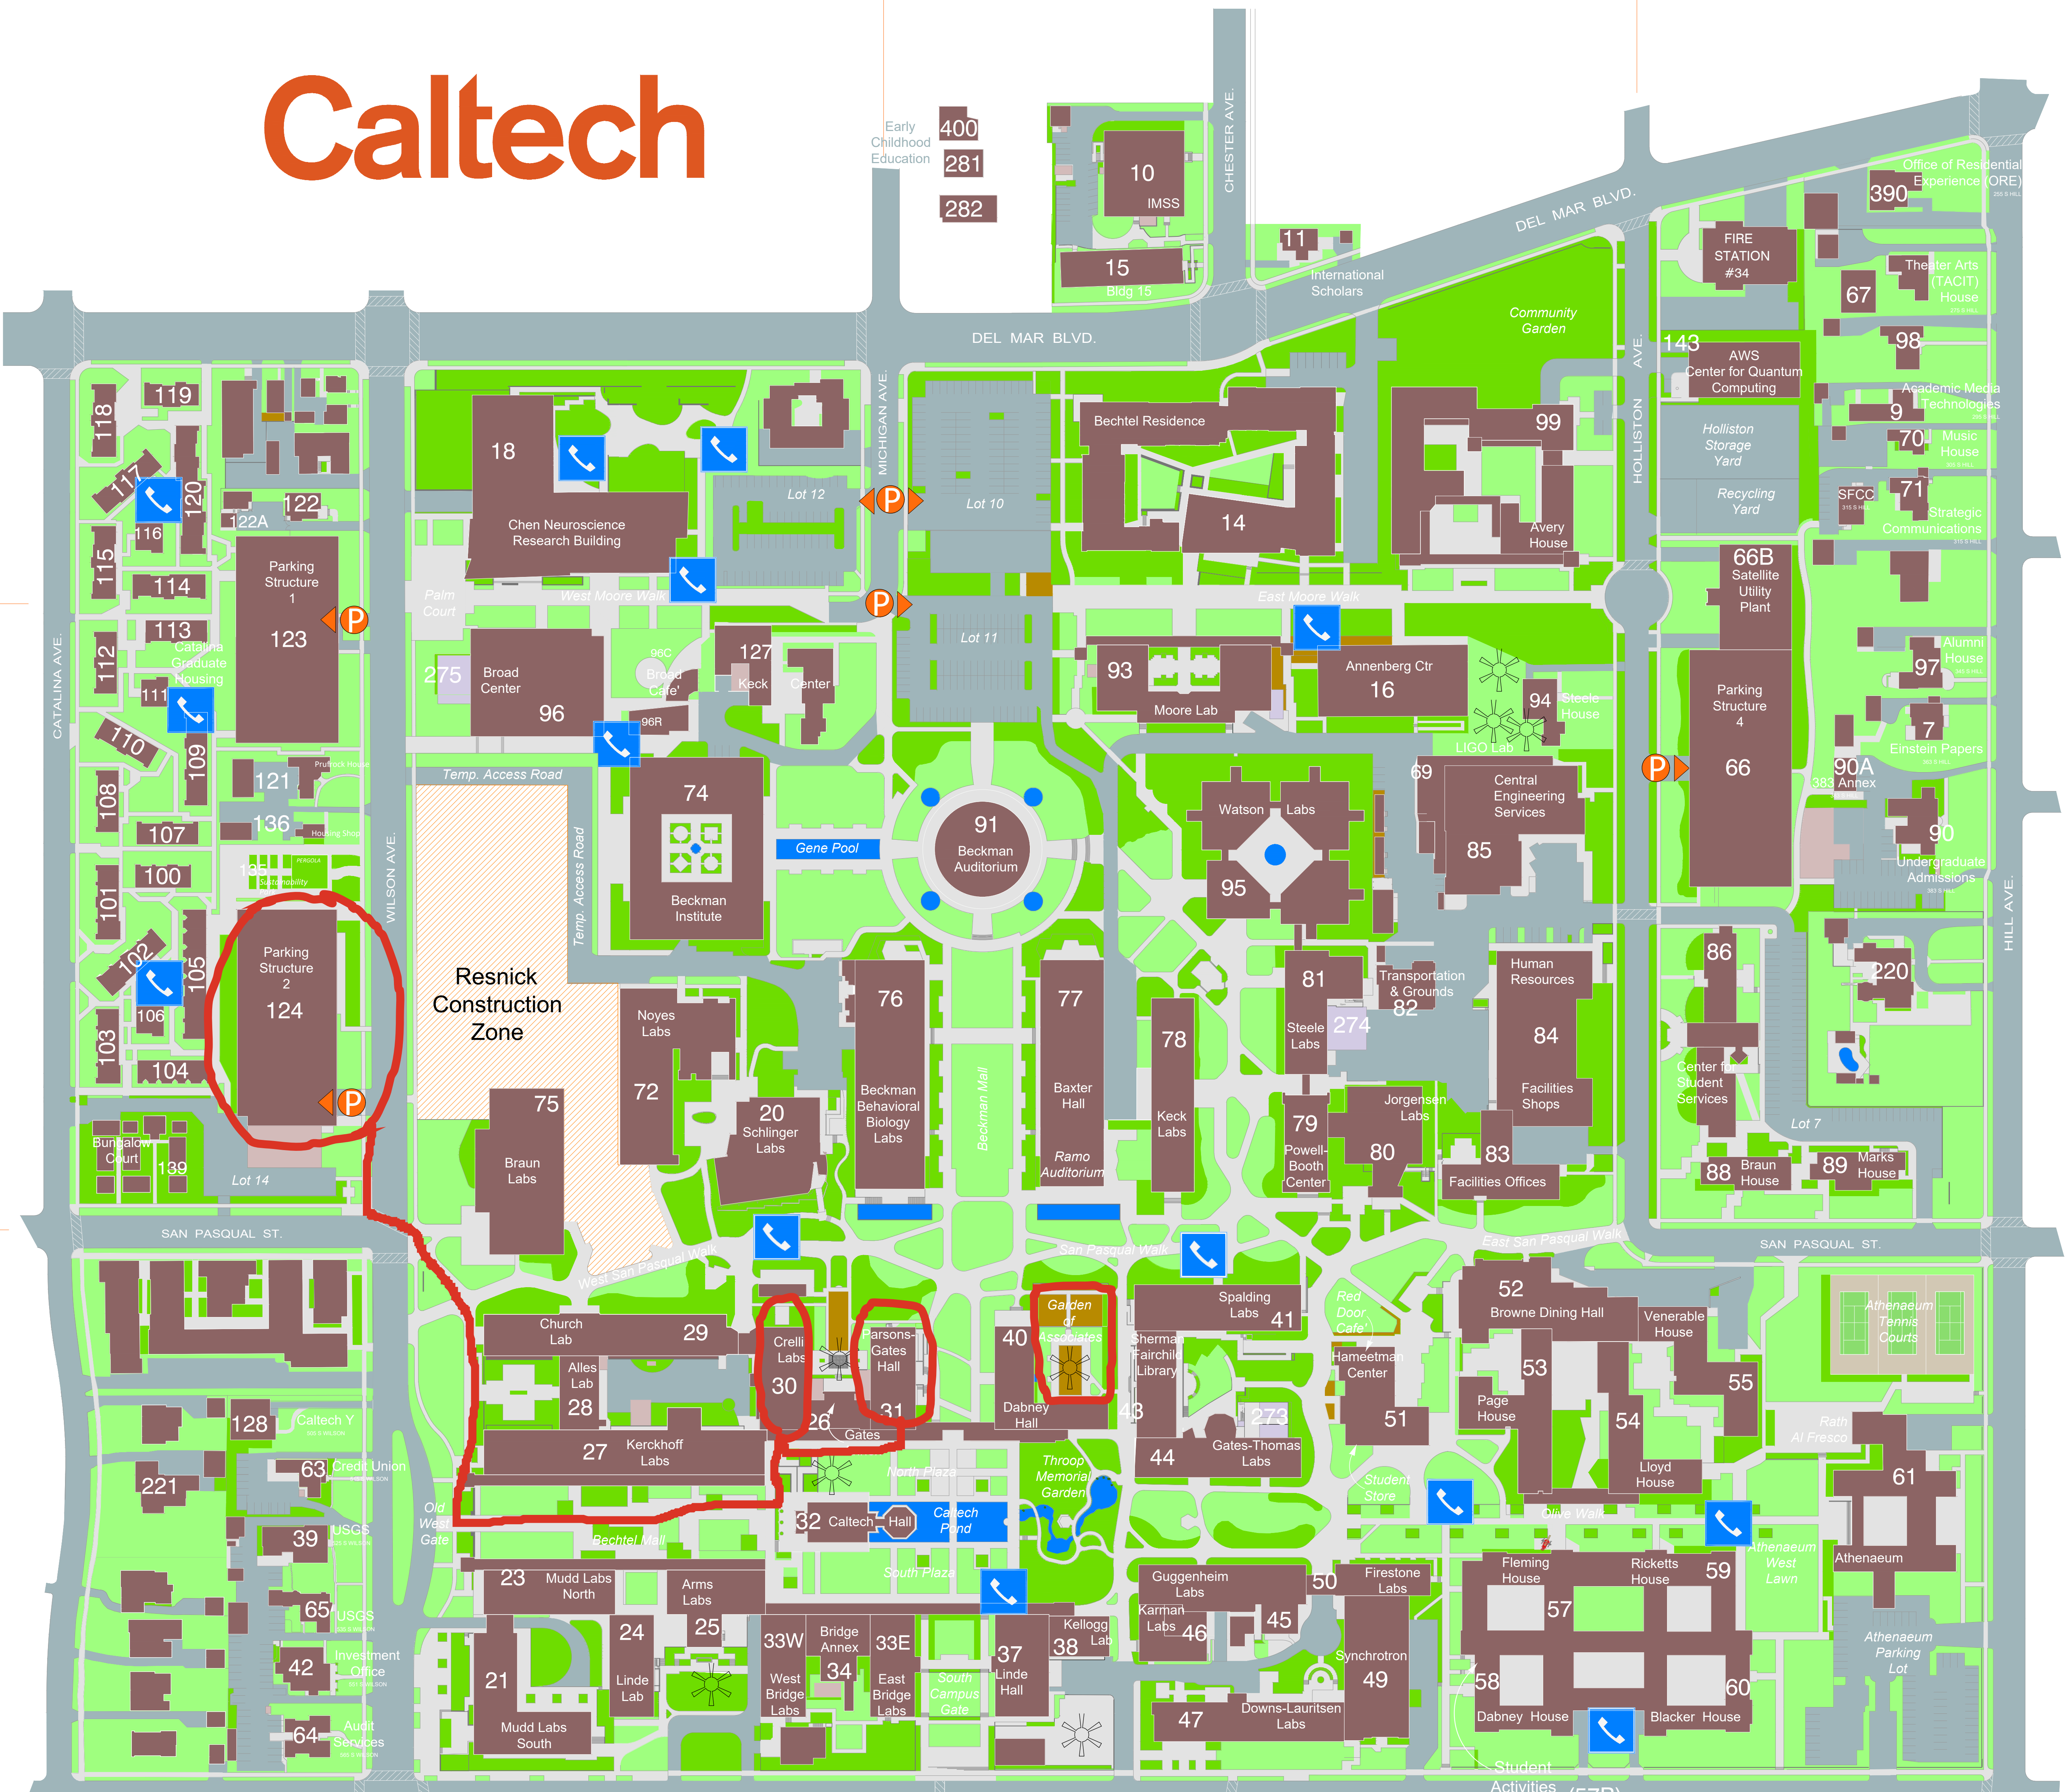 Caltech
Early
Childhood
Education
400
281
282
10
IMSS
15
Bldg 15
CHESTER AVE.
11
International
Scholars
DEL MAR BLVD.
DEL MAR BLVD.
Office of Residential
Experience (ORE)
390
255 S HILL
FIRE
STATION
#34
Theater Arts
(TACIT)
House
67
275 S HILL
98
143
AWS
Center for Quantum
Computing
Academic Media
Technologies
9
Community
Garden
HOLLISTON AVE.
Holliston
Storage
Yard
70
Music
House
Recycling
Yard
SFCC
315 S HILL
71
Strategic
Communications
315 S HILL
118
119
117
120
122
122A
116
115
114
113
112
Catalina
Graduate
Housing
111
110
109
108
107
121
Prufrock House
136
Housing Shop
135
PERGOLA
Sustainability
100
101
102
105
106
103
104
Bungalow
Court
139
Lot 14
CATALINA AVE.
WILSON AVE.
Parking
Structure
1
123
P
Parking
Structure
2
124
P
18
Chen Neuroscience
Research Building
Lot 12
P
MICHIGAN AVE.
Lot 10
P
Lot 11
Bechtel Residence
14
99
Avery
House
Palm
Court
West Moore Walk
East Moore Walk
275
Broad
Center
96
96C
Broad
Cafe'
96R
127
Keck
Center
93
Moore Lab
Annenberg Ctr
16
94
Steele
House
LIGO Lab
66B
Satellite
Utility
Plant
Parking
Structure
4
66
P
Alumni
House
97
7
Einstein Papers
363 S HILL
90A
383 Annex
90
Undergraduate
Admissions
383 S HILL
HILL AVE.
Temp. Access Road
Temp. Access Road
74
Beckman
Institute
Gene Pool
91
Beckman
Auditorium
Watson Labs
95
69
Central
Engineering
Services
85
Resnick
Construction
Zone
Noyes
Labs
72
75
Braun
Labs
20
Schlinger
Labs
76
Beckman
Behavioral
Biology
Labs
Beckman Mall
77
Baxter
Hall
Ramo
Auditorium
78
Keck
Labs
81
Steele
Labs
274
Transportation
& Grounds
82
79
Powell-
Booth
Center
Jorgensen
Labs
80
Human
Resources
84
Facilities
Shops
83
Facilities Offices
86
Center for
Student
Services
220
Lot 7
88
Braun
House
89
Marks
House
SAN PASQUAL ST.
West San Pasqual Walk
San Pasqual Walk
East San Pasqual Walk
SAN PASQUAL ST.
Church
Lab
29
Alles
Lab
28
27
Kerckhoff
Labs
Crelli
Labs
30
26
Gates
Parsons-
Gates
Hall
31
40
Dabney
Hall
Garden
of
Associates
Sherman
Fairchild
Library
43
Spalding
Labs
41
273
Gates-Thomas
Labs
44
Red
Door
Cafe'
Hameetman
Center
51
Student
Store
52
Browne Dining Hall
53
Page
House
54
Lloyd
House
Venerable
House
55
Athenaeum
Tennis
Courts
Rath
Al Fresco
61
Athenaeum
Olive Walk
Athenaeum
West
Lawn
128
Caltech Y
63
Credit Union
221
39
USGS
65
USGS
42
Investment
Office
64
Audit
Services
Old
West
Gate
Bechtel Mall
North Plaza
32
Caltech
Hall
Caltech
Pond
Throop
Memorial
Garden
South Plaza
23
Mudd Labs
North
Arms
Labs
25
24
Linde
Lab
21
Mudd Labs
South
33W
West
Bridge
Labs
Bridge
Annex
34
33E
East
Bridge
Labs
South
Campus
Gate
37
Linde
Hall
Kellogg
Lab
38
Guggenheim
Labs
Karman
Labs
46
45
50
Firestone
Labs
Synchrotron
49
47
Downs-Lauritsen
Labs
Fleming
House
57
Ricketts
House
59
58
Dabney House
60
Blacker House
Student
Activities (57B)
Athenaeum
Parking
Lot